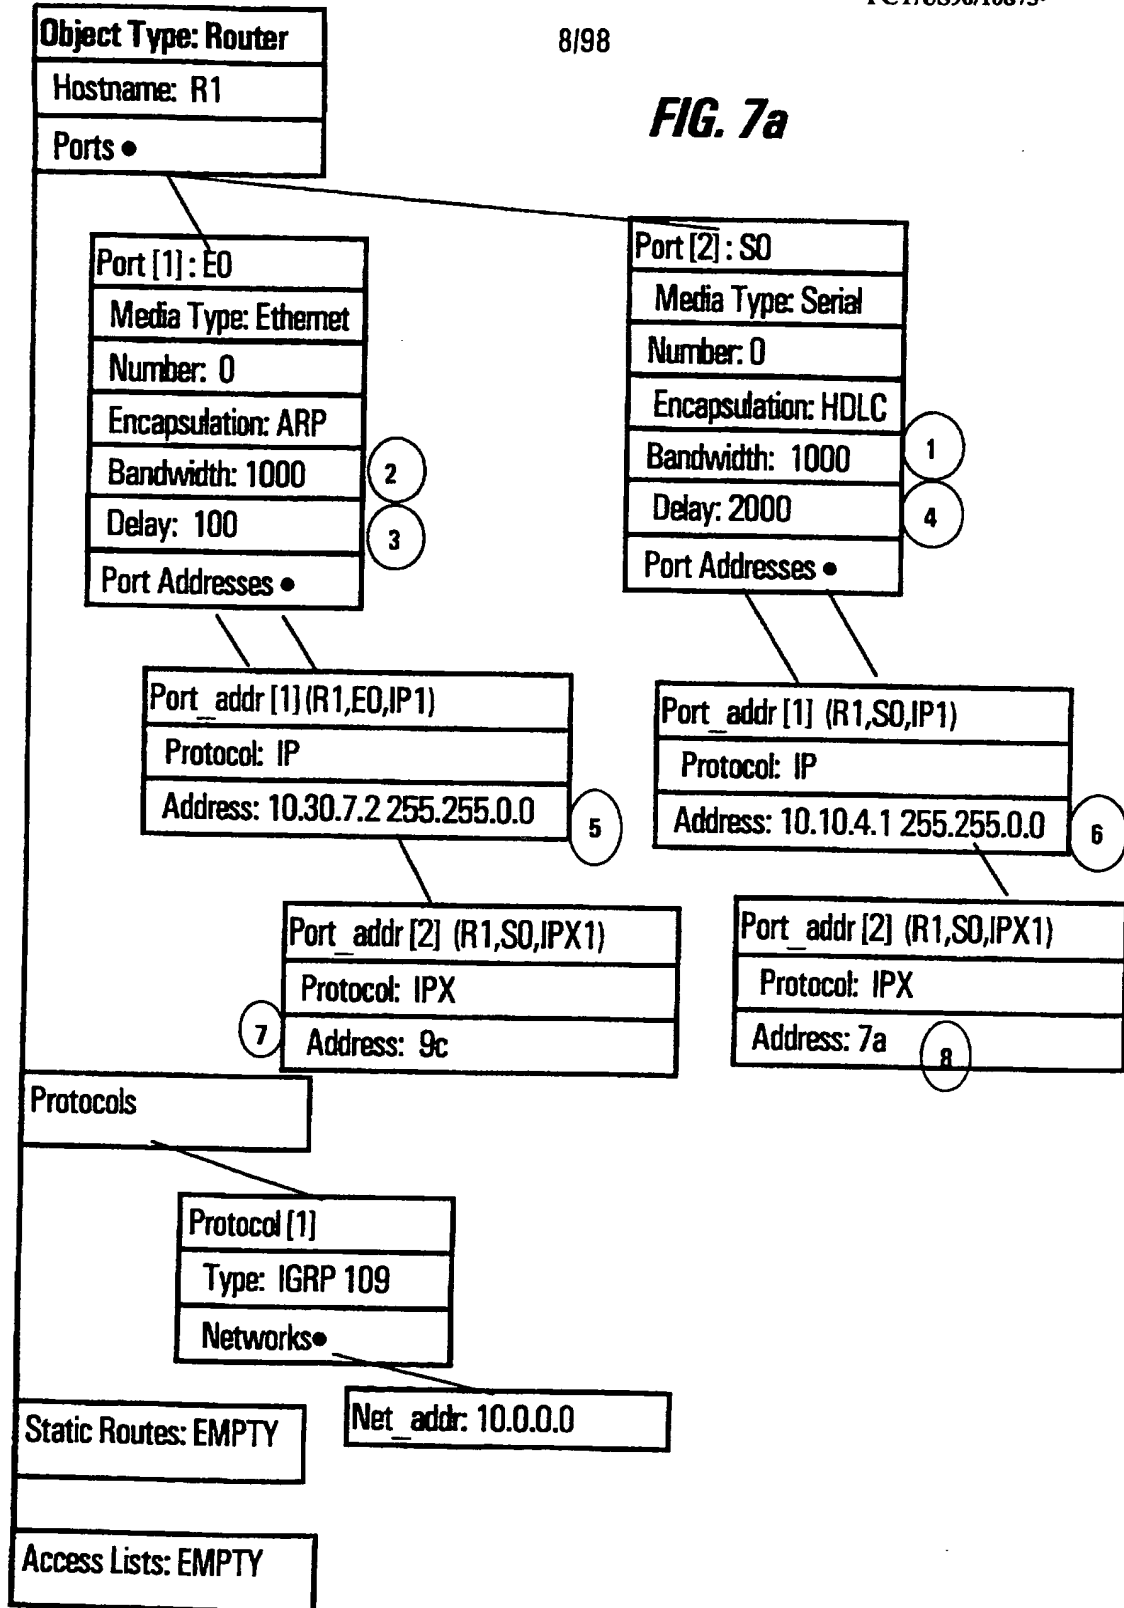 8/98
FIG. 7a
Object Type: Router
Hostname: R1
Ports •
Port [1] : E0
Media Type: Ethernet
Number: 0
Encapsulation: ARP
Bandwidth: 1000
2
Delay: 100
3
Port Addresses •
Port [2] : S0
Media Type: Serial
Number: 0
Encapsulation: HDLC
1
Bandwidth: 1000
Delay: 2000
4
Port Addresses •
Port_addr [1] (R1,E0,IP1)
Protocol: IP
Address: 10.30.7.2 255.255.0.0
5
Port_addr [1] (R1,S0,IP1)
Protocol: IP
Address: 10.10.4.1 255.255.0.0
6
Port_addr [2] (R1,S0,IPX1)
Protocol: IPX
7
Address: 9c
Port_addr [2] (R1,S0,IPX1)
Protocol: IPX
Address: 7a
8
Protocols
Protocol [1]
Type: IGRP 109
Networks•
Net_addr: 10.0.0.0
Static Routes: EMPTY
Access Lists: EMPTY